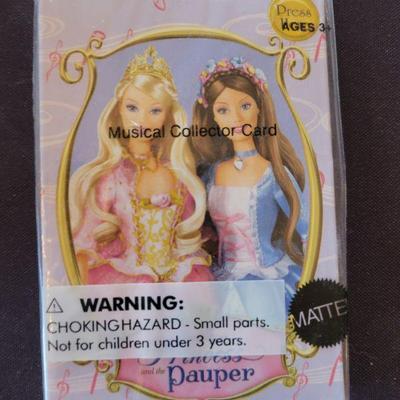 Press
AGES 3+
Musical Collector Card
WARNING:
CHOKING HAZARD - Small parts.
Not for children under 3 years.
MATTE
Princess
and the
Pauper